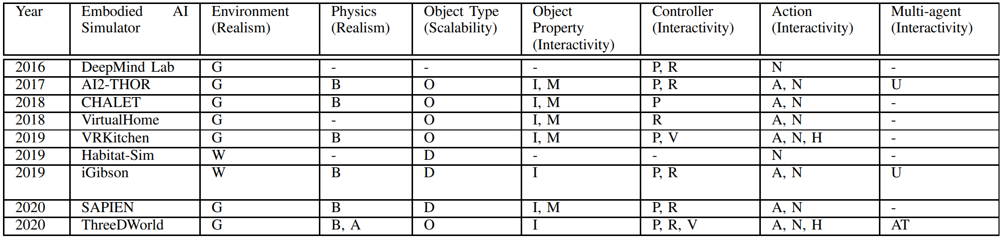 Year Embodied AI Simulator Environment (Realism) Physics (Realism) Object Type (Scalability) Object Property (Interactivity) Controller (Interactivity) Action (Interactivity) Multi-agent (Interactivity)
2016 DeepMind Lab G - - - P, R N -
2017 AI2-THOR G B O I, M P, R A, N U
2018 CHALET G B O I, M P A, N -
2018 VirtualHome G - O I, M R A, N -
2019 VRKitchen G B O I, M P, V A, N, H -
2019 Habitat-Sim W - D - - N -
2019 iGibson W B D I P, R A, N U
2020 SAPIEN G B D I, M P, R A, N -
2020 ThreeDWorld G B, A O I P, R, V A, N, H AT